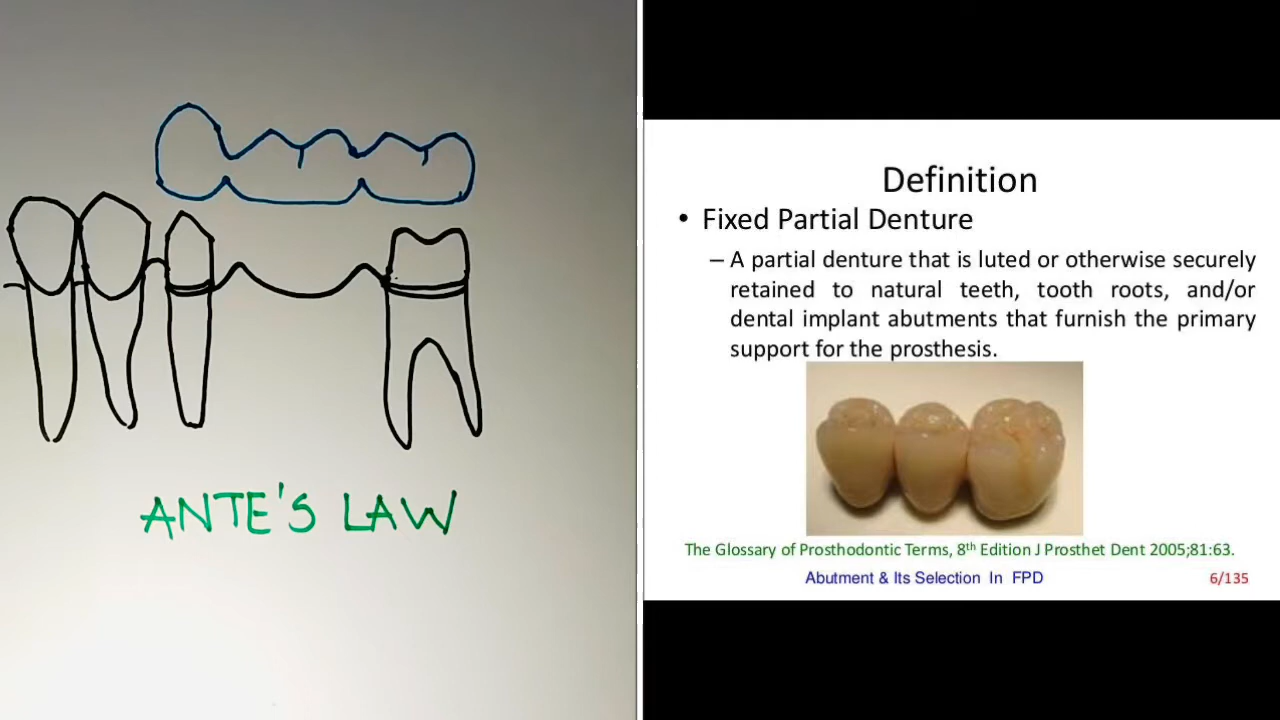 ANTE'S LAW
Definition
• Fixed Partial Denture
– A partial denture that is luted or otherwise securely
retained to natural teeth, tooth roots, and/or
dental implant abutments that furnish the primary
support for the prosthesis.
The Glossary of Prosthodontic Terms, 8th Edition J Prosthet Dent 2005;81:63.
Abutment & Its Selection In FPD
6/135